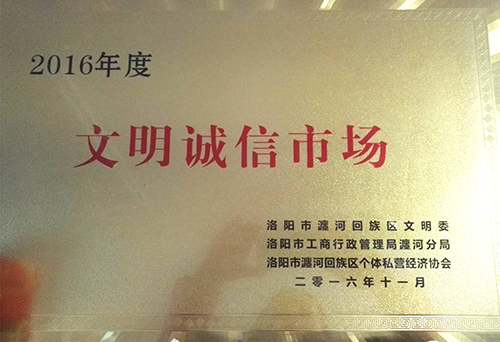 2016年度
文明诚信市场
洛阳市瀍河回族区文明委
洛阳市工商行政管理局瀍河分局
洛阳市瀍河回族区个体私营经济协会
二零一六年十一月